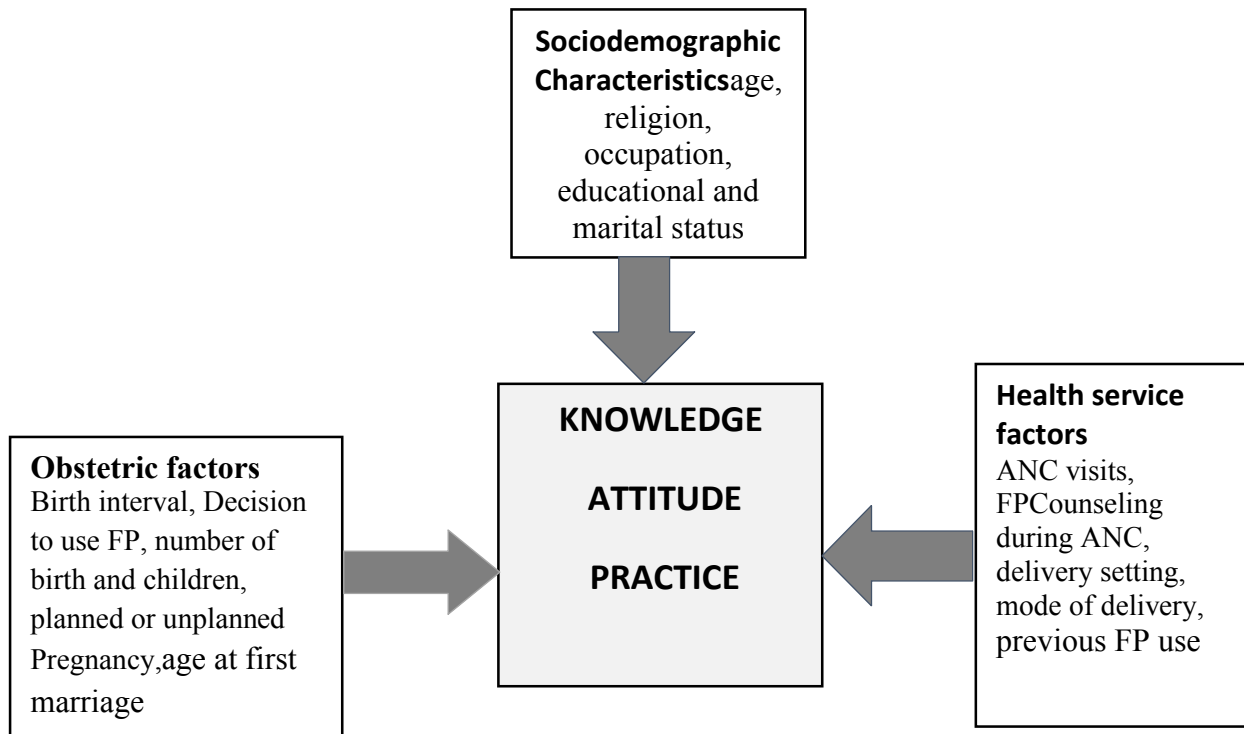 Sociodemographic
Characteristicsage,
religion,
occupation,
educational and
marital status
KNOWLEDGE
ATTITUDE
PRACTICE
Health service
factors
ANC visits,
FPCounseling
during ANC,
delivery setting,
mode of delivery,
previous FP use
Obstetric factors
Birth interval, Decision
to use FP, number of
birth and children,
planned or unplanned
Pregnancy,age at first
marriage